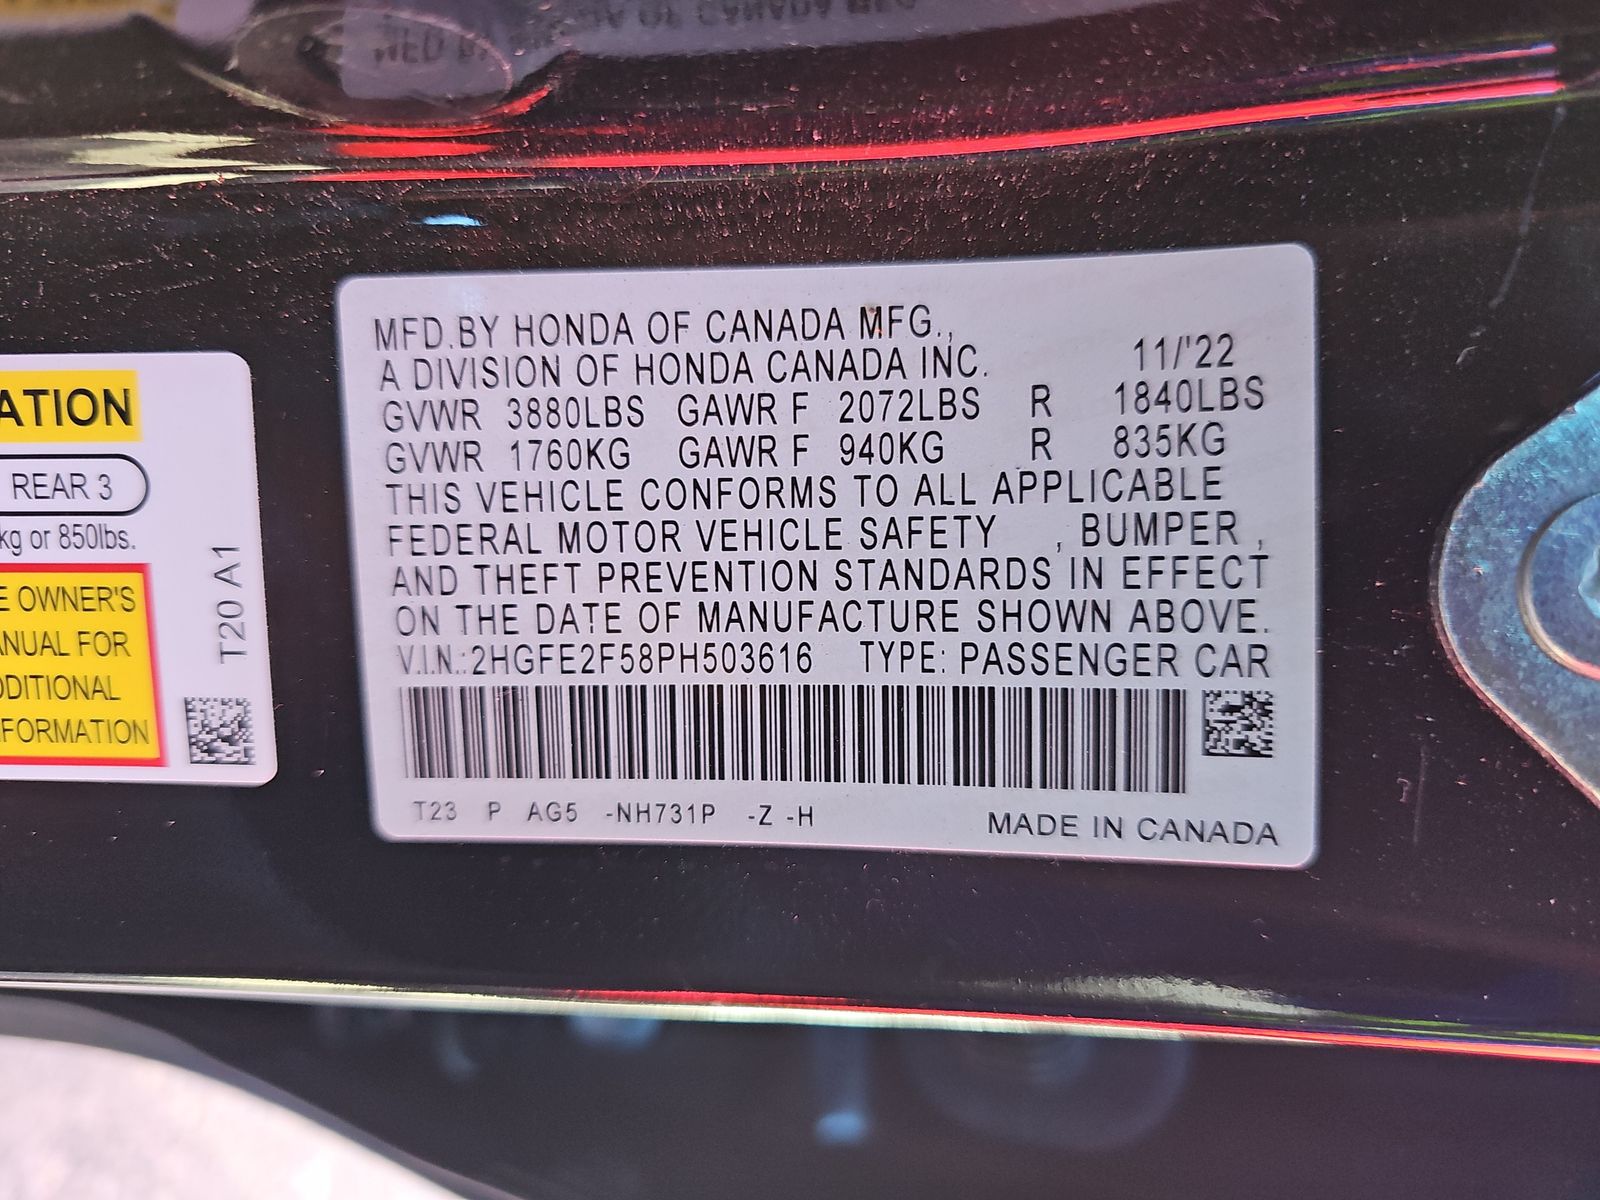 MFD.BY HONDA OF CANADA MFG.,
A DIVISION OF HONDA CANADA INC. 11/'22
GVWR 3880LBS GAWR F 2072LBS R 1840LBS
GVWR 1760KG GAWR F 940KG R 835KG
THIS VEHICLE CONFORMS TO ALL APPLICABLE
FEDERAL MOTOR VEHICLE SAFETY , BUMPER ,
AND THEFT PREVENTION STANDARDS IN EFFECT
ON THE DATE OF MANUFACTURE SHOWN ABOVE.
V.I.N.:2HGFE2F58PH503616 TYPE: PASSENGER CAR
T23 P AG5 -NH731P -Z -H MADE IN CANADA
ATION
REAR 3
kg or 850lbs.
E OWNER'S
ANUAL FOR
DDITIONAL
FORMATION
T20 A1